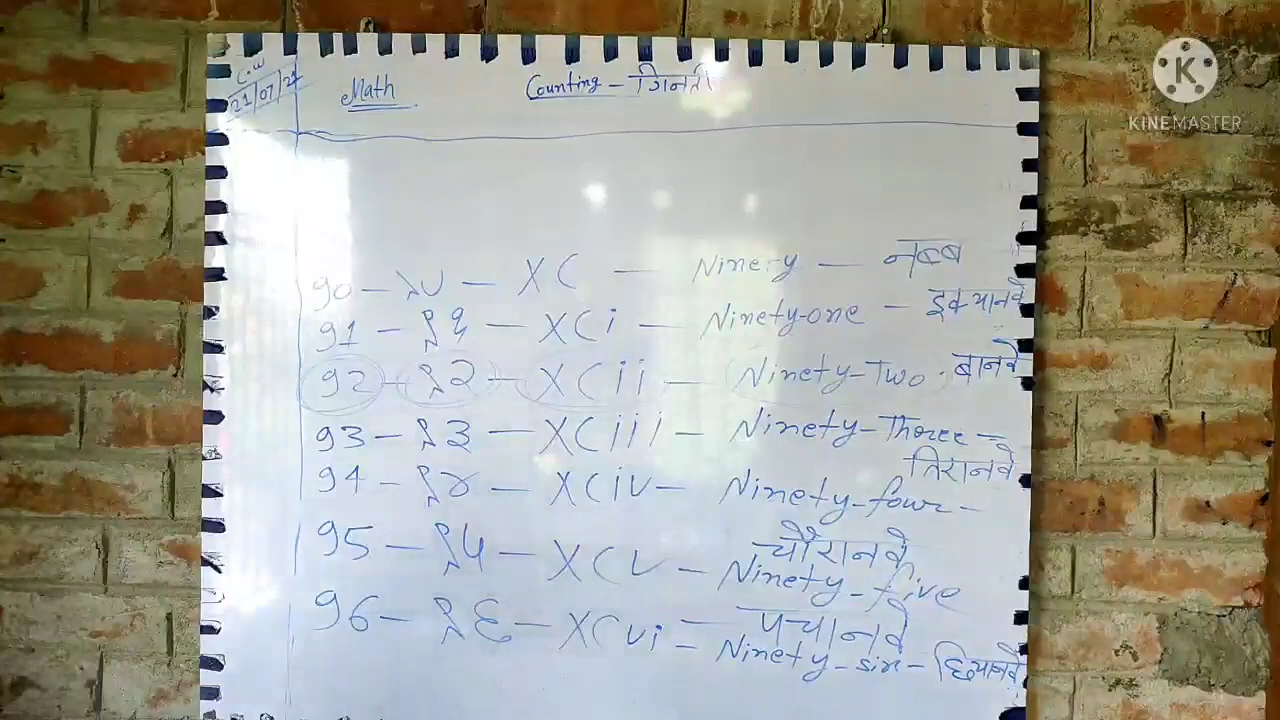 C.W
21/07/21
Math
Counting - गिनती
K
KINEMASTER
90 - ९० - XC - Ninety - नब्ब
91 - ९१ - XCi - Ninety-one - इक्यानवे
92 - ९२ - XCii - Ninety-Two - बानवे
93 - ९३ - XCiii - Ninety-Three -
तिरानवे
94 - ९४ - XCiv - Ninety-four -
चौरानवे
95 - ९५ - XCv - Ninety-five
- पंचानवे
96 - ९६ - XCvi - Ninety-six - छियानवे